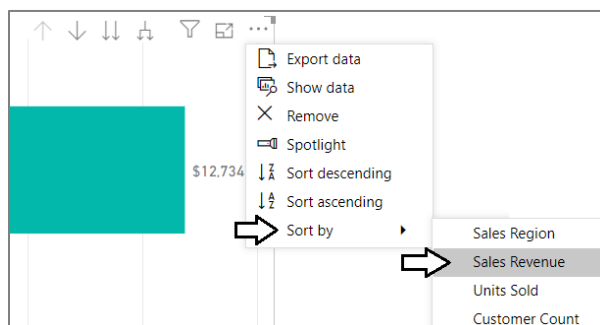 Export data
Show data
Remove
Spotlight
$12,734
Sort descending
Sort ascending
Sort by
Sales Region
Sales Revenue
Units Sold
Customer Count